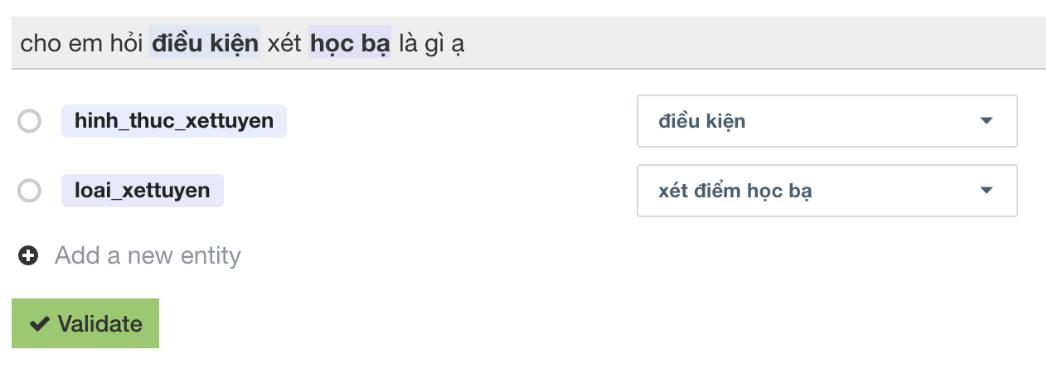 cho em hỏi điều kiện xét học bạ là gì ạ
hinh_thuc_xettuyen điều kiện
loai_xettuyen xét điểm học bạ
Add a new entity
Validate